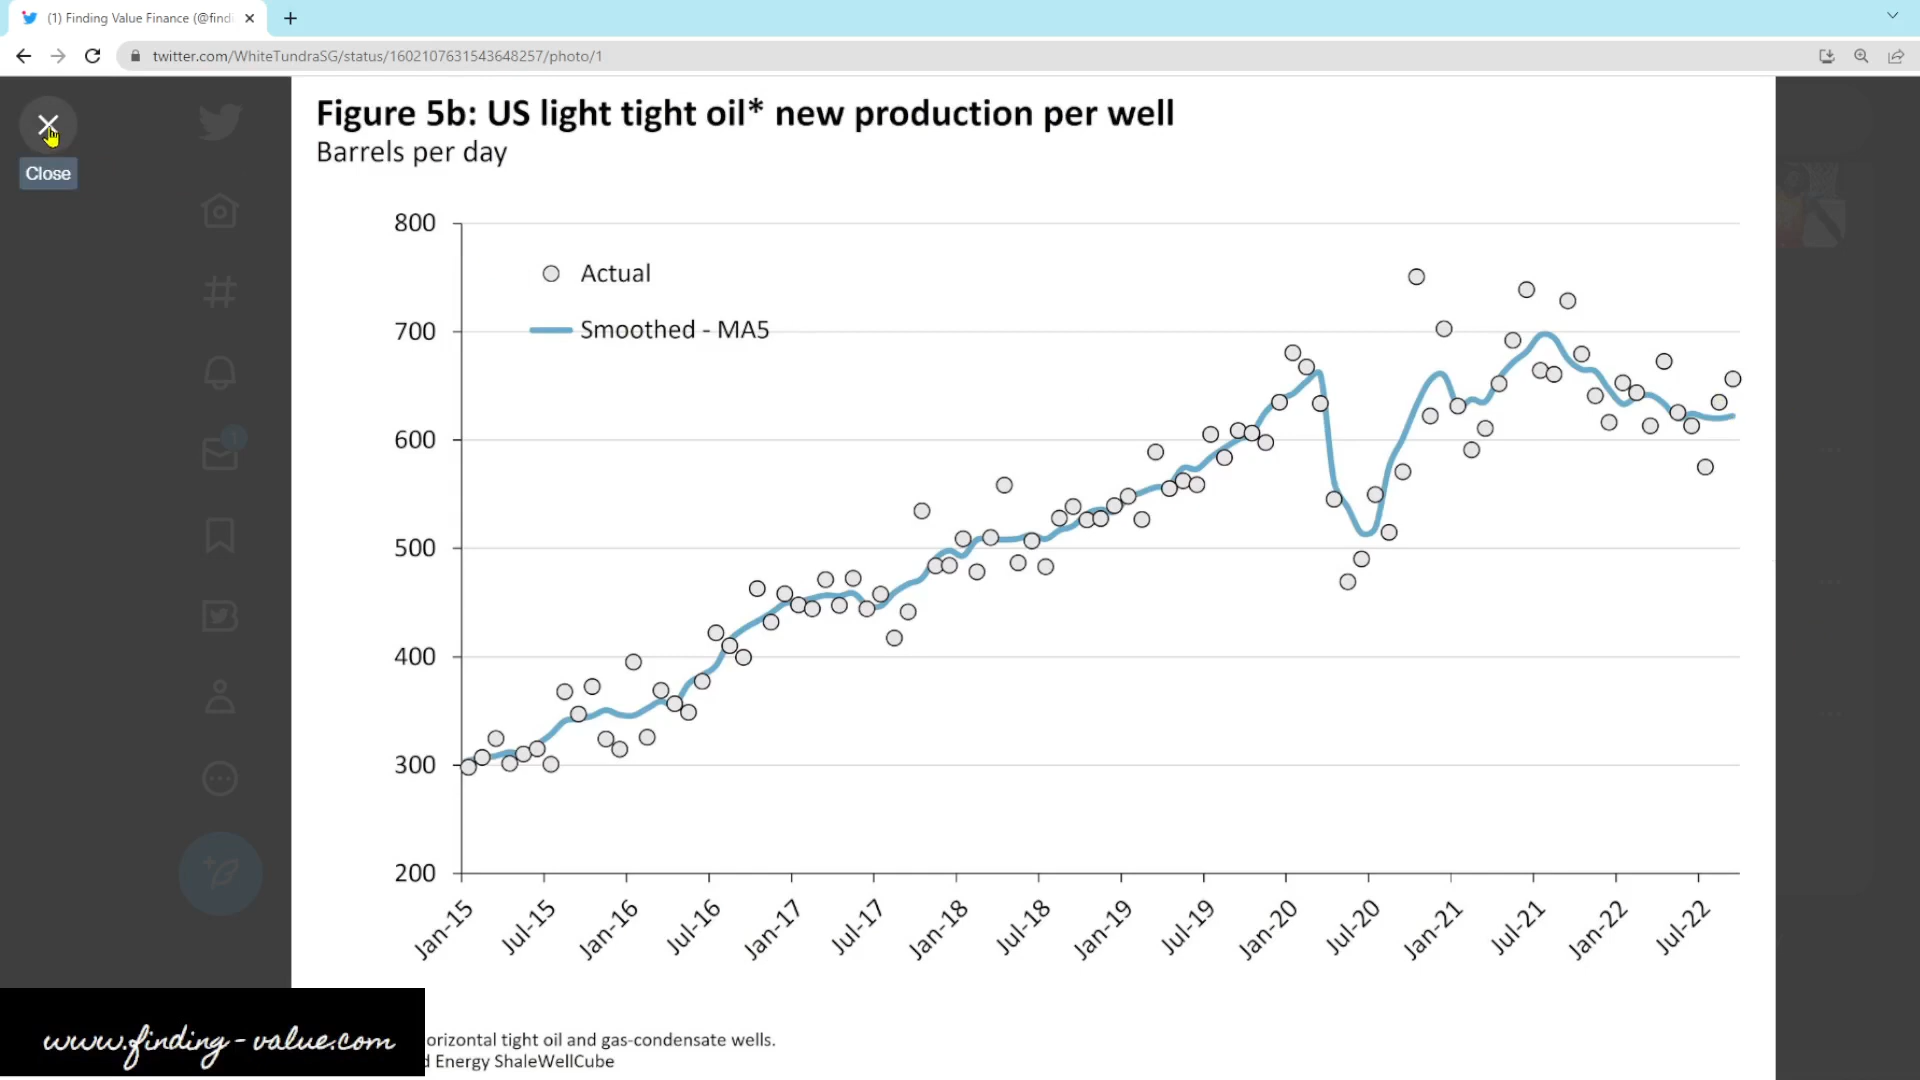 (1) Finding Value Finance (@find
twitter.com/WhiteTundraSG/status/1602107631543648257/photo/1
Close
1
Figure 5b: US light tight oil* new production per well
Barrels per day
800
700
600
500
400
300
200
Actual
Smoothed - MA5
Jan-15
Jul-15
Jan-16
Jul-16
Jan-17
Jul-17
Jan-18
Jul-18
Jan-19
Jul-19
Jan-20
Jul-20
Jan-21
Jul-21
Jan-22
Jul-22
www.finding-value.com
orizontal tight oil and gas-condensate wells.
d Energy ShaleWellCube